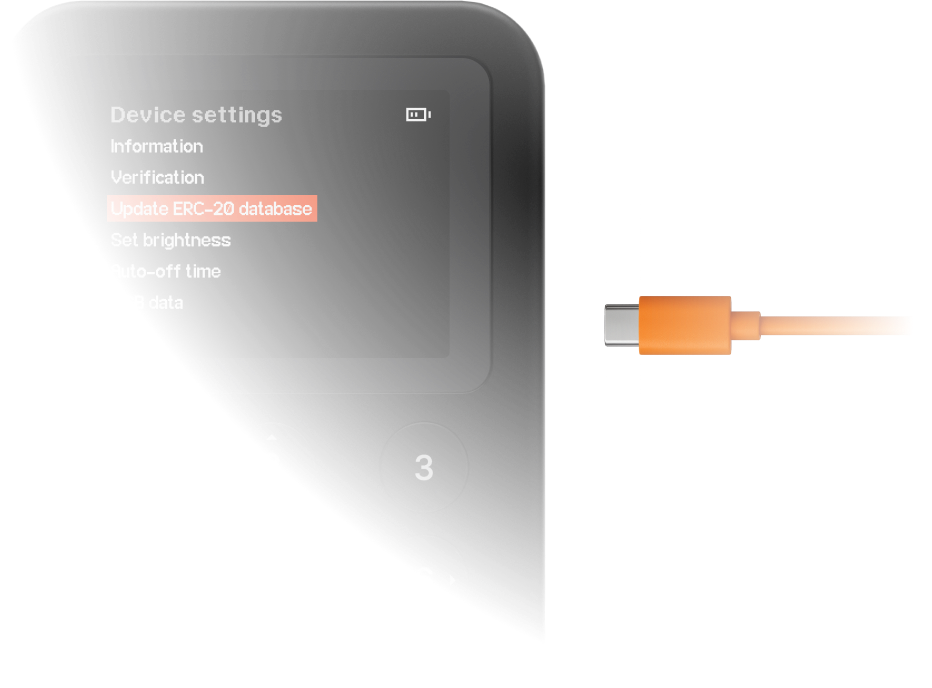 Device settings
Information
Verification
Update ERC-20 database
Set brightness
Auto-off time
data
3